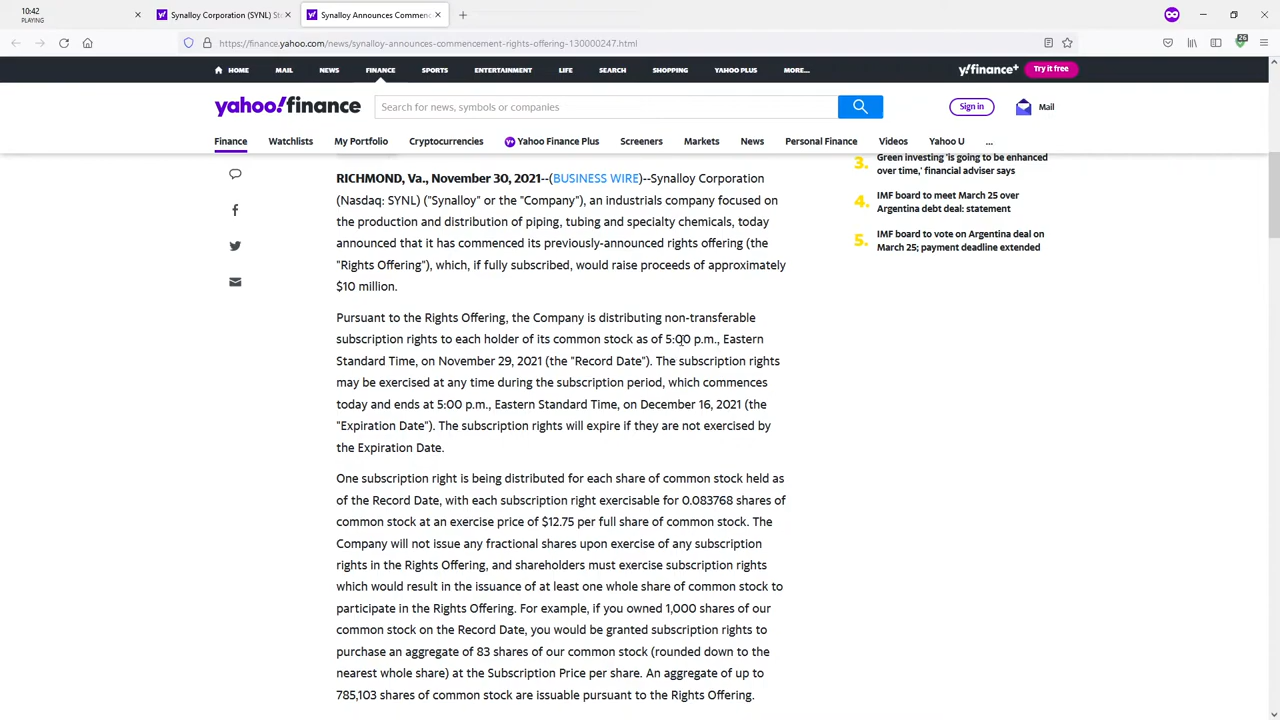 10:42
PLAYING
Synalloy Corporation (SYNL) St
Synalloy Announces Commenc
https://finance.yahoo.com/news/synalloy-announces-commencement-rights-offering-130000247.html
26
HOME MAIL NEWS FINANCE SPORTS ENTERTAINMENT LIFE SEARCH SHOPPING YAHOO PLUS MORE...
y!finance+ Try it free
yahoo!finance
Search for news, symbols or companies
Sign in Mail
Finance Watchlists My Portfolio Cryptocurrencies Yahoo Finance Plus Screeners Markets News Personal Finance Videos Yahoo U ...
RICHMOND, Va., November 30, 2021--(BUSINESS WIRE)--Synalloy Corporation
(Nasdaq: SYNL) ("Synalloy" or the "Company"), an industrials company focused on
the production and distribution of piping, tubing and specialty chemicals, today
announced that it has commenced its previously-announced rights offering (the
"Rights Offering"), which, if fully subscribed, would raise proceeds of approximately
$10 million.
Pursuant to the Rights Offering, the Company is distributing non-transferable
subscription rights to each holder of its common stock as of 5:00 p.m., Eastern
Standard Time, on November 29, 2021 (the "Record Date"). The subscription rights
may be exercised at any time during the subscription period, which commences
today and ends at 5:00 p.m., Eastern Standard Time, on December 16, 2021 (the
"Expiration Date"). The subscription rights will expire if they are not exercised by
the Expiration Date.
One subscription right is being distributed for each share of common stock held as
of the Record Date, with each subscription right exercisable for 0.083768 shares of
common stock at an exercise price of $12.75 per full share of common stock. The
Company will not issue any fractional shares upon exercise of any subscription
rights in the Rights Offering, and shareholders must exercise subscription rights
which would result in the issuance of at least one whole share of common stock to
participate in the Rights Offering. For example, if you owned 1,000 shares of our
common stock on the Record Date, you would be granted subscription rights to
purchase an aggregate of 83 shares of our common stock (rounded down to the
nearest whole share) at the Subscription Price per share. An aggregate of up to
785,103 shares of common stock are issuable pursuant to the Rights Offering.
3. Green investing 'is going to be enhanced
over time,' financial adviser says
4. IMF board to meet March 25 over
Argentina debt deal: statement
5. IMF board to vote on Argentina deal on
March 25; payment deadline extended